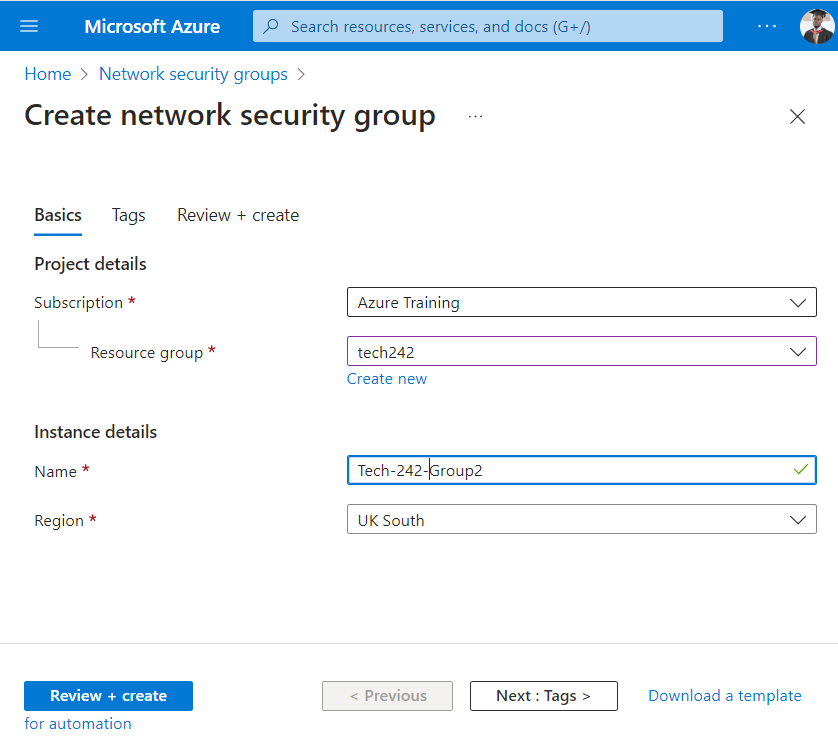 Microsoft Azure
Search resources, services, and docs (G+/)
...
Home > Network security groups >
Create network security group ...
Basics Tags Review + create
Project details
Subscription * Azure Training
Resource group * tech242
Create new
Instance details
Name * Tech-242-Group2
Region * UK South
Review + create < Previous Next : Tags > Download a template
for automation